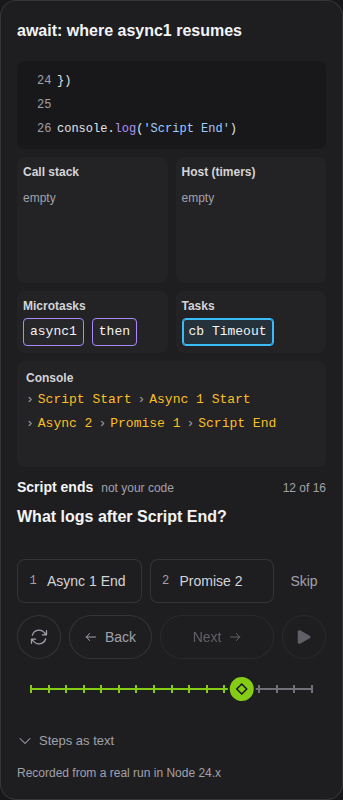 await: where async1 resumes
24 })
25
26 console.log('Script End')
Call stack
empty
Host (timers)
empty
Microtasks
async1 then
Tasks
cb Timeout
Console
› Script Start › Async 1 Start
› Async 2 › Promise 1 › Script End
Script ends not your code 12 of 16
What logs after Script End?
1 Async 1 End 2 Promise 2 Skip
← Back Next →
Steps as text
Recorded from a real run in Node 24.x